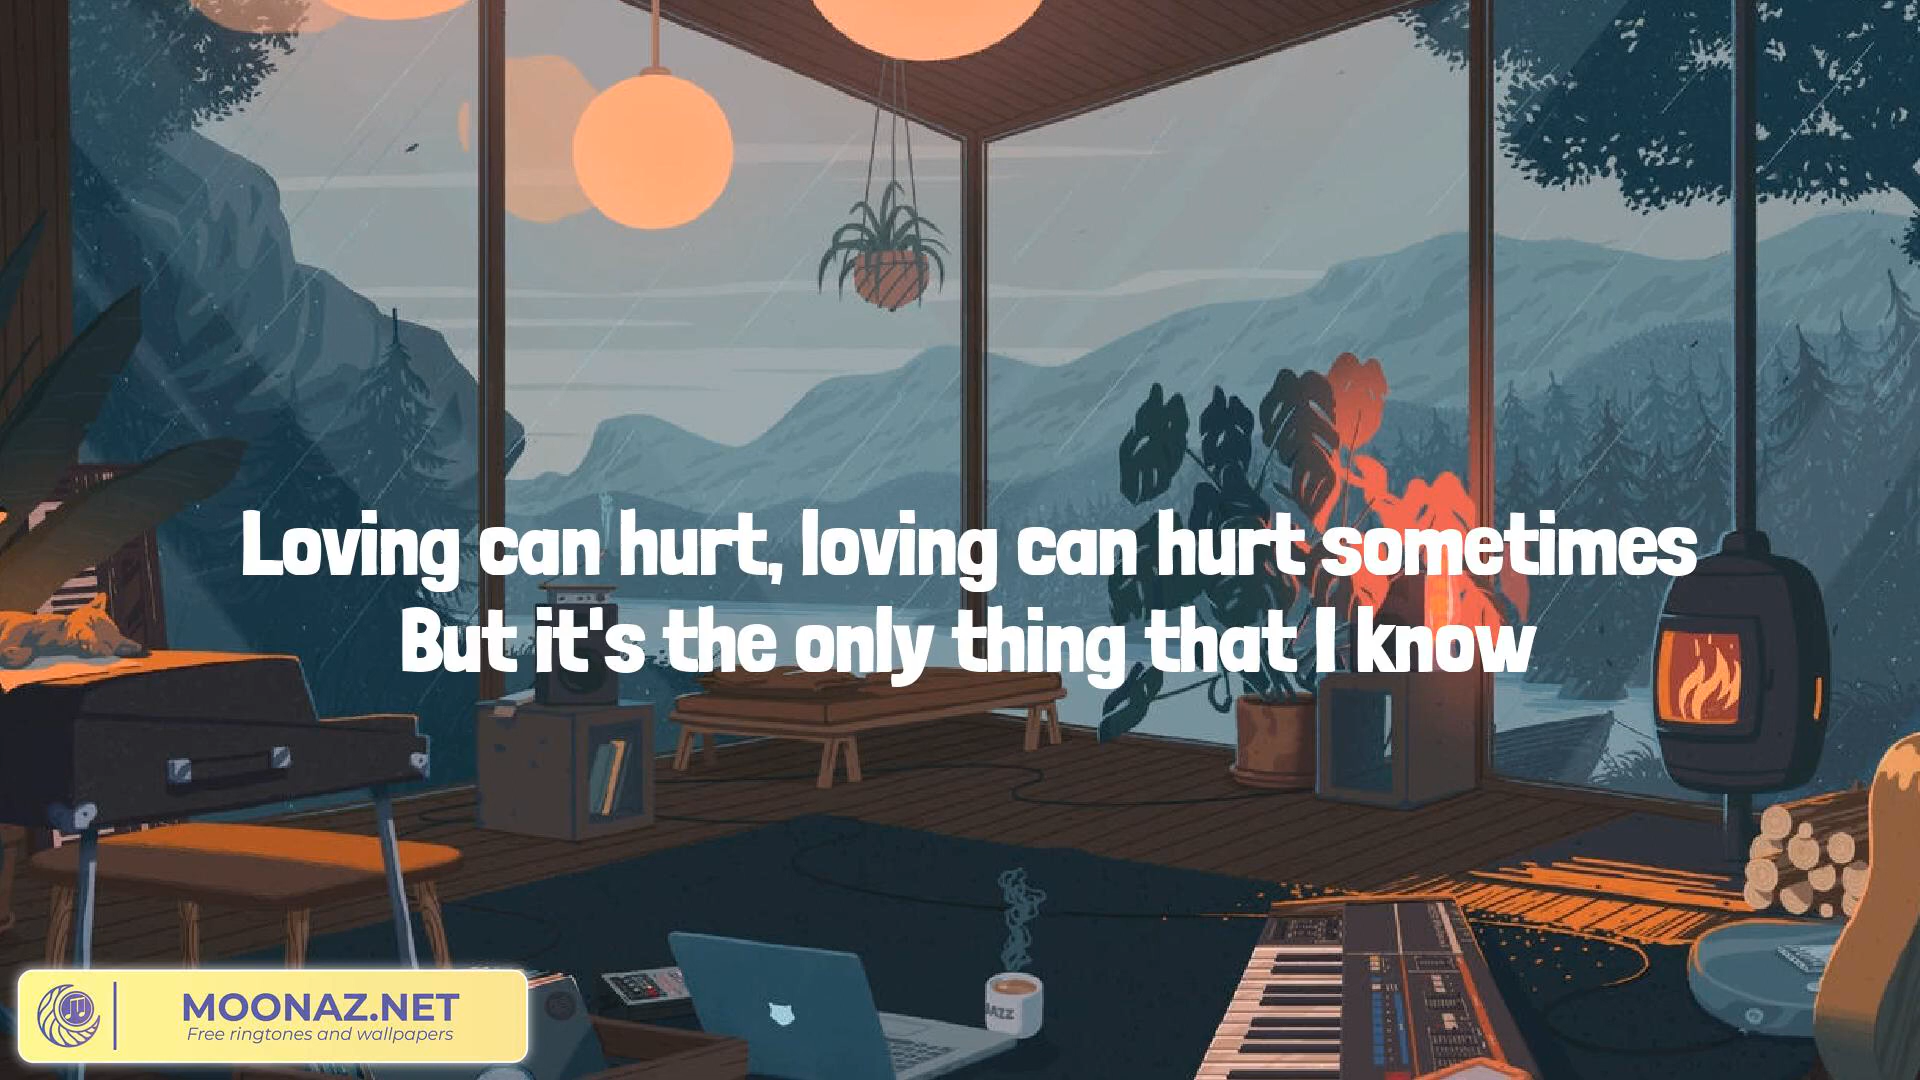 Loving can hurt, loving can hurt sometimes
But it's the only thing that I know
JAZZ
MOONAZ.NET
Free ringtones and wallpapers